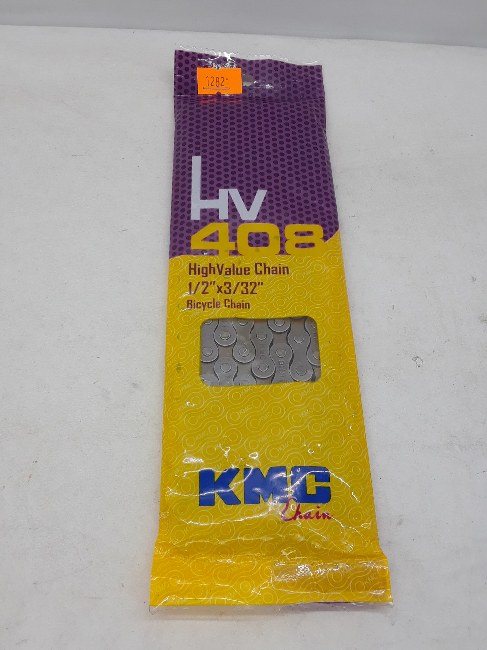 HV
408
HighValue Chain
1/2"x3/32"
Bicycle Chain
KMC
Chain